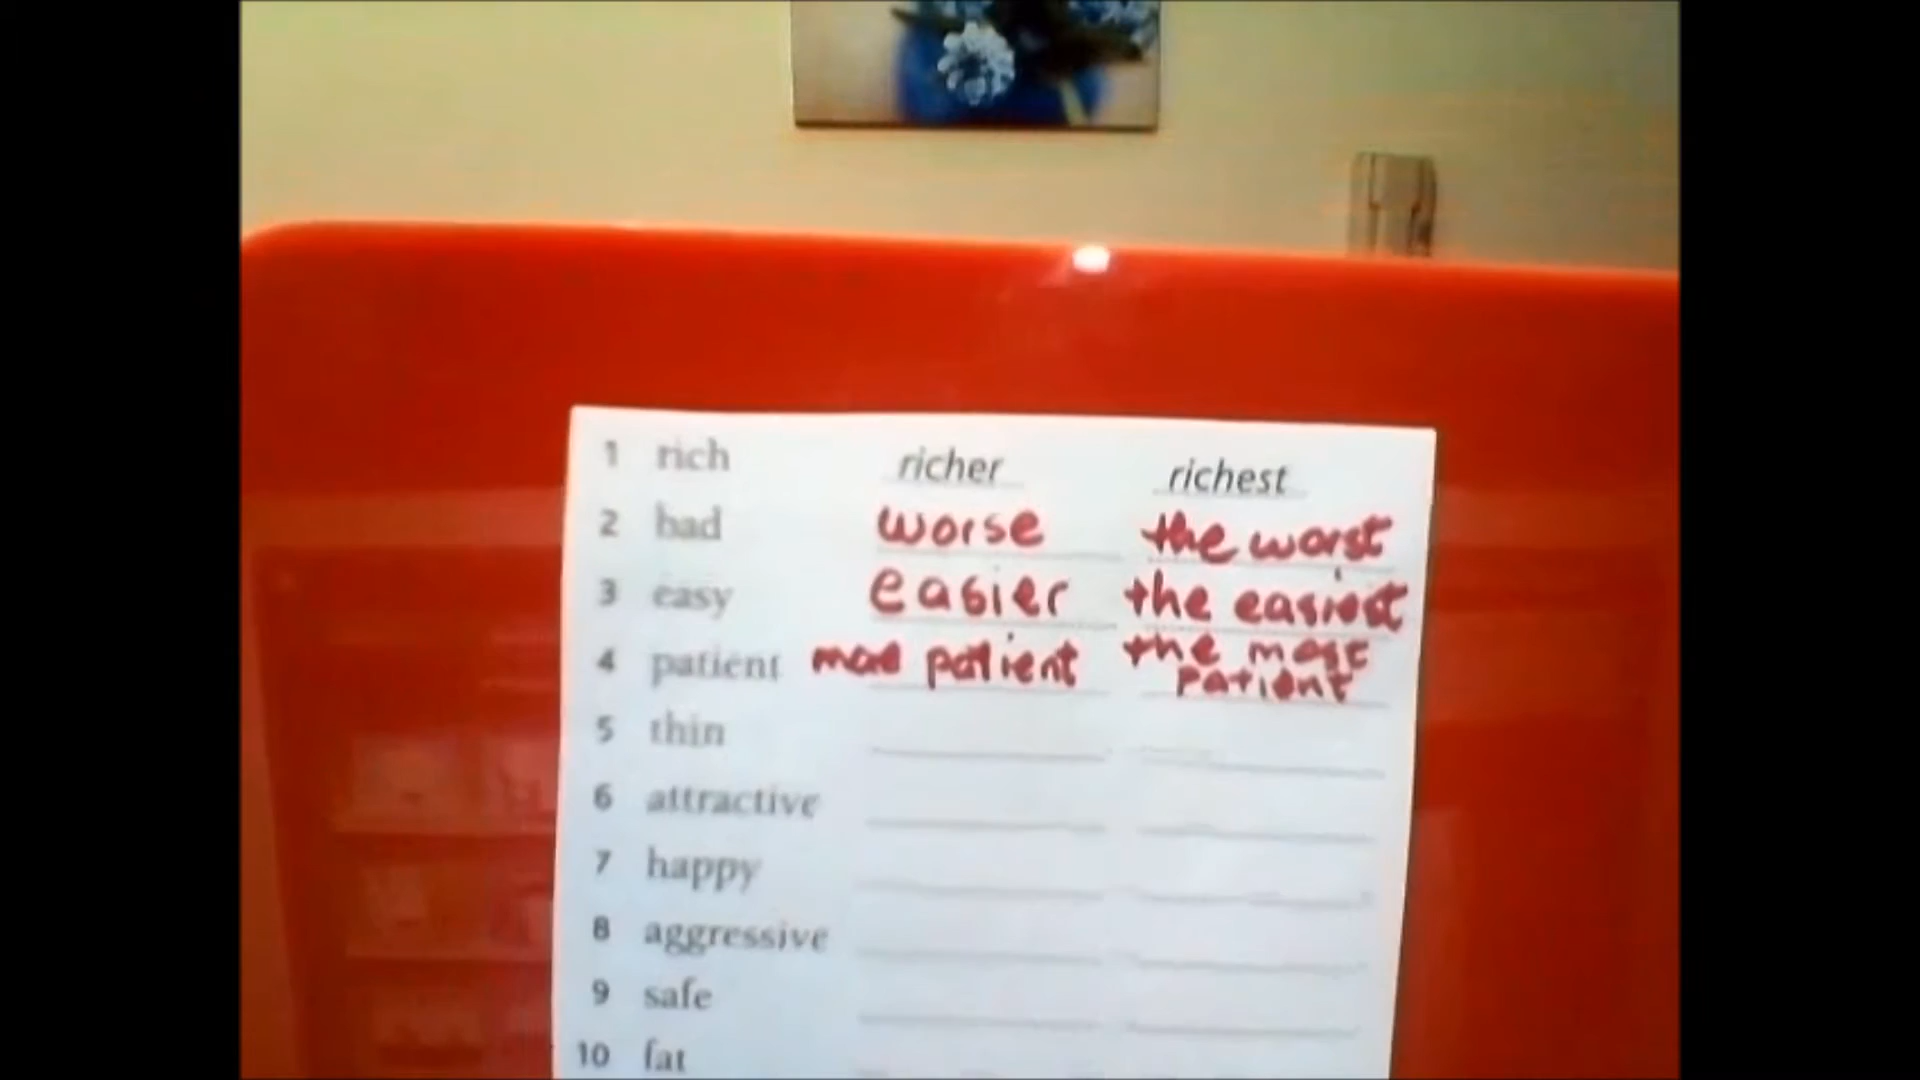 1 rich richer richest
2 bad worse the worst
3 easy easier the easiest
4 patient more patient the most
patient
5 thin
6 attractive
7 happy
8 aggressive
9 safe
10 fat